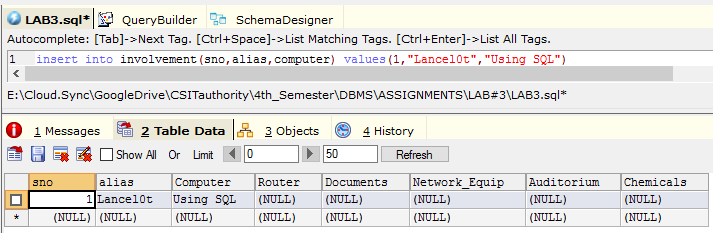 LAB3.sql* QueryBuilder SchemaDesigner
Autocomplete: [Tab]->Next Tag. [Ctrl+Space]->List Matching Tags. [Ctrl+Enter]->List All Tags.
1 insert into involvement(sno,alias,computer) values(1,"Lancel0t","Using SQL")
E:\Cloud.Sync\GoogleDrive\CSITauthority\4th_Semester\DBMS\ASSIGNMENTS\LAB#3\LAB3.sql*
1 Messages 2 Table Data 3 Objects 4 History
Show All Or Limit 0 50 Refresh
sno alias Computer Router Documents Network_Equip Auditorium Chemicals
1 Lancel0t Using SQL (NULL) (NULL) (NULL) (NULL) (NULL)
* (NULL) (NULL) (NULL) (NULL) (NULL) (NULL) (NULL) (NULL)